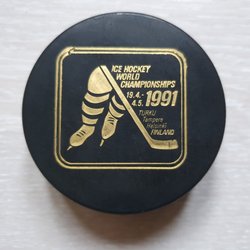 ICE HOCKEY
WORLD
CHAMPIONSHIPS
19.4.-
4.5. 1991
TURKU
Tampere
Helsinki
FINLAND